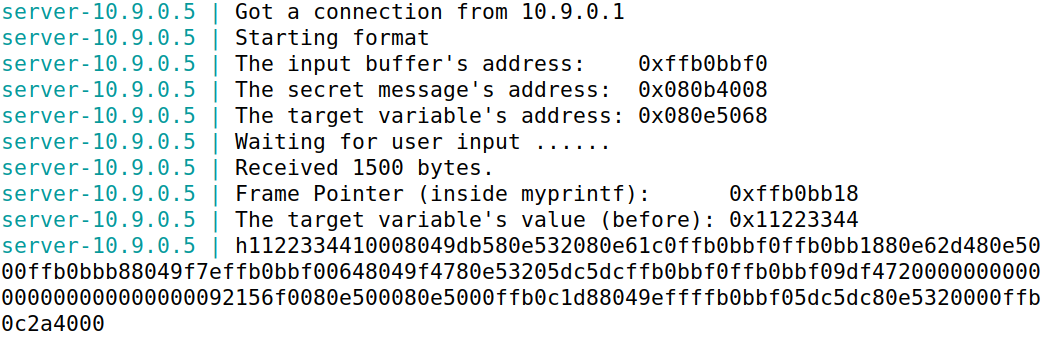 server-10.9.0.5 | Got a connection from 10.9.0.1
server-10.9.0.5 | Starting format
server-10.9.0.5 | The input buffer's address:    0xffb0bbf0
server-10.9.0.5 | The secret message's address:  0x080b4008
server-10.9.0.5 | The target variable's address: 0x080e5068
server-10.9.0.5 | Waiting for user input ......
server-10.9.0.5 | Received 1500 bytes.
server-10.9.0.5 | Frame Pointer (inside myprintf):      0xffb0bb18
server-10.9.0.5 | The target variable's value (before): 0x11223344
server-10.9.0.5 | h1122334410008049db580e532080e61c0ffb0bbf0ffb0bb1880e62d480e50
00ffb0bbb88049f7effb0bbf00648049f4780e53205dc5dcffb0bbf0ffb0bbf09df4720000000000
000000000000000092156f0080e500080e5000ffb0c1d88049effffb0bbf05dc5dc80e5320000ffb
0c2a4000